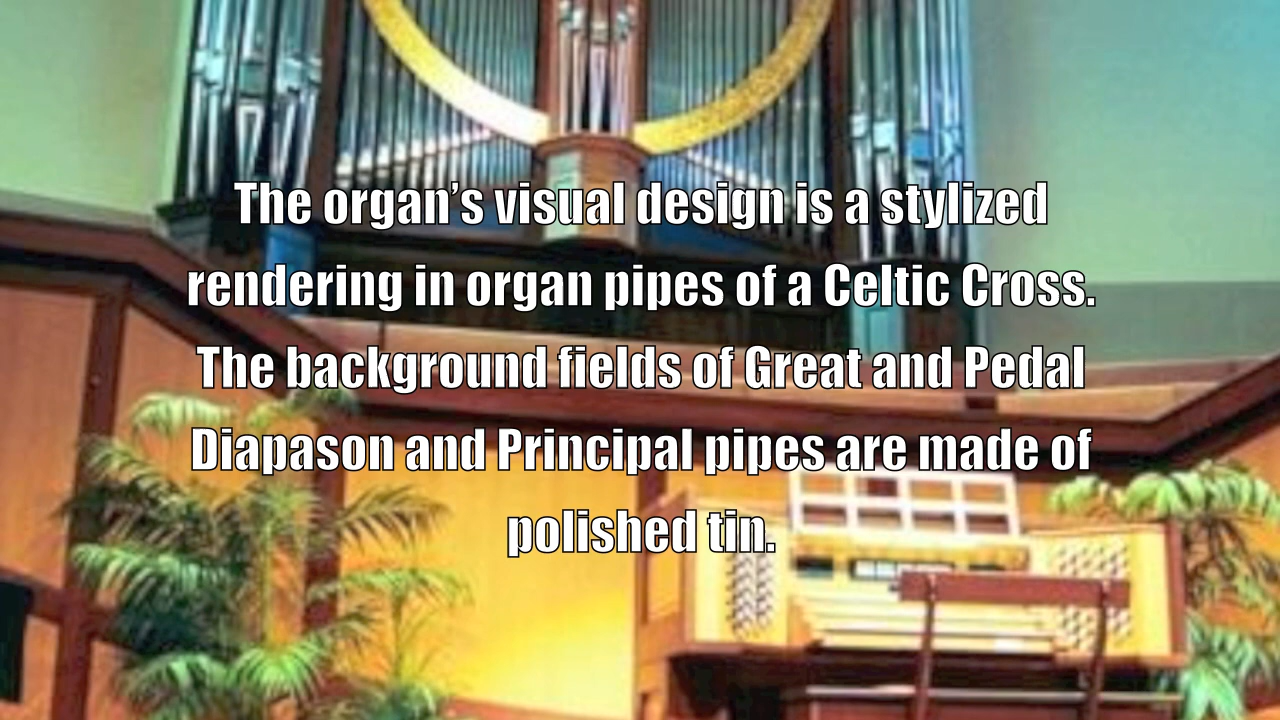 The organ’s visual design is a stylized
rendering in organ pipes of a Celtic Cross.
The background fields of Great and Pedal
Diapason and Principal pipes are made of
polished tin.